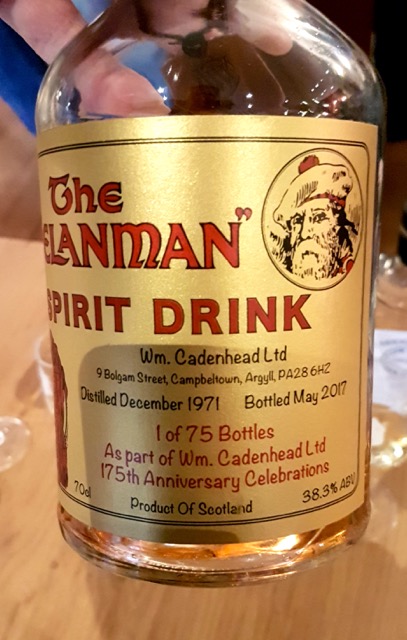 The
ELANMAN"
SPIRIT DRINK
Wm. Cadenhead Ltd
9 Bolgam Street, Campbeltown, Argyll, PA28 6H2
Distilled December 1971 Bottled May 2017
1 of 75 Bottles
As part of Wm. Cadenhead Ltd
175th Anniversary Celebrations
70cl 38.3% ABV
Product Of Scotland